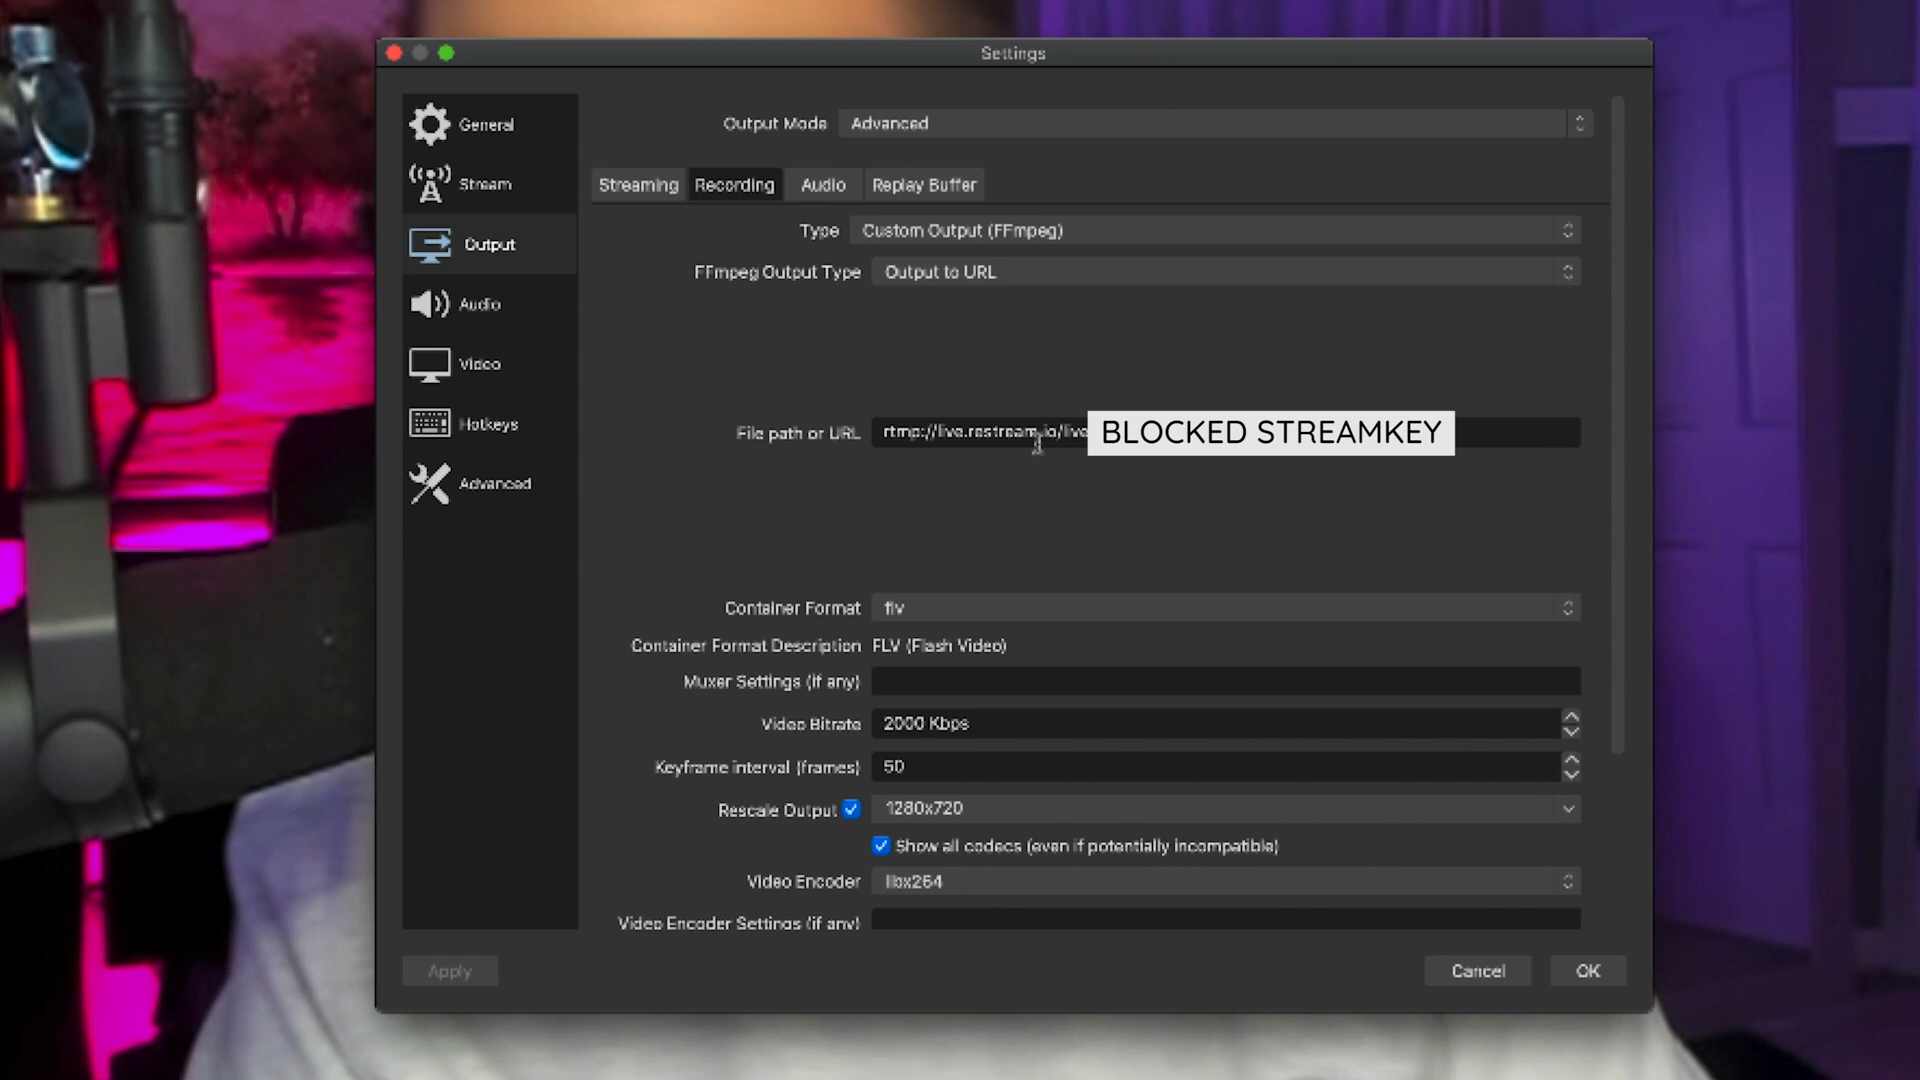 Settings
General
Stream
Output
Audio
Video
Hotkeys
Advanced
Output Mode Advanced
Streaming Recording Audio Replay Buffer
Type Custom Output (FFmpeg)
FFmpeg Output Type Output to URL
File path or URL rtmp://live.restream.io/live BLOCKED STREAMKEY
Container Format flv
Container Format Description FLV (Flash Video)
Muxer Settings (if any)
Video Bitrate 2000 Kbps
Keyframe interval (frames) 50
Rescale Output 1280x720
Show all codecs (even if potentially incompatible)
Video Encoder libx264
Video Encoder Settings (if any)
Apply Cancel OK